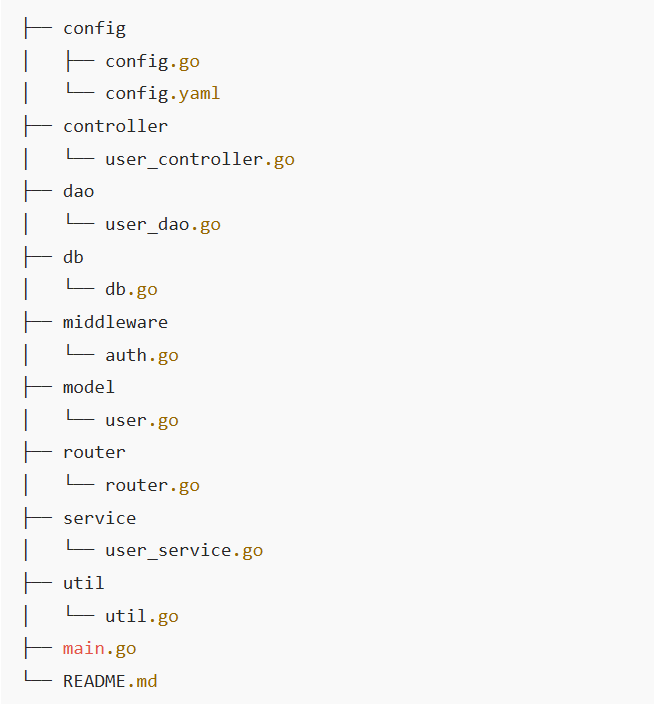 ├── config
│   ├── config.go
│   └── config.yaml
├── controller
│   └── user_controller.go
├── dao
│   └── user_dao.go
├── db
│   └── db.go
├── middleware
│   └── auth.go
├── model
│   └── user.go
├── router
│   └── router.go
├── service
│   └── user_service.go
├── util
│   └── util.go
├── main.go
└── README.md